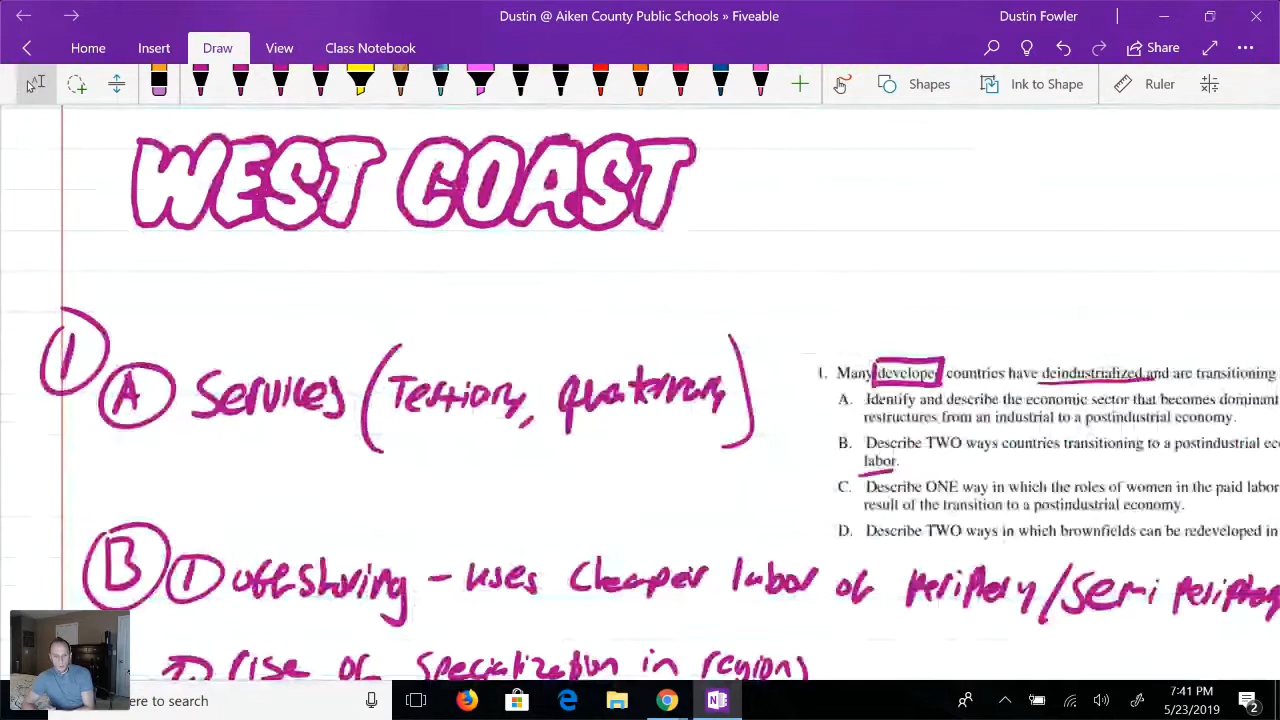 Dustin @ Aiken County Public Schools » Fiveable
Dustin Fowler
Home Insert Draw View Class Notebook
Share
Shapes Ink to Shape Ruler
WEST COAST
1
A Services (Tertiary, quaternary)
1. Many develope countries have deindustrialized and are transitioning
A. Identify and describe the economic sector that becomes dominant
restructures from an industrial to a postindustrial economy.
B. Describe TWO ways countries transitioning to a postindustrial ec
labor.
C. Describe ONE way in which the roles of women in the paid labor
result of the transition to a postindustrial economy.
D. Describe TWO ways in which brownfields can be redeveloped in
B 1 offshoring - uses cheaper labor of periphery/semi periphery
rise of specialization in regions
ere to search
7:41 PM
5/23/2019
2